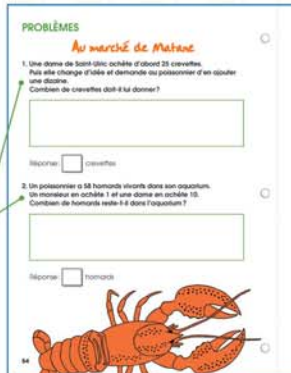 PROBLÈMES
Au marché de Matane
1. Une dame de Saint-Ulric achète d'abord 25 crevettes.
Puis elle change d'idée et demande au poissonnier d'en ajouter
une dizaine.
Combien de crevettes doit-il lui donner ?
Réponse: crevettes
2. Un poissonnier a 58 homards vivants dans son aquarium.
Un monsieur en achète 1 et une dame en achète 10.
Combien de homards reste-t-il dans l'aquarium ?
Réponse: homards
54